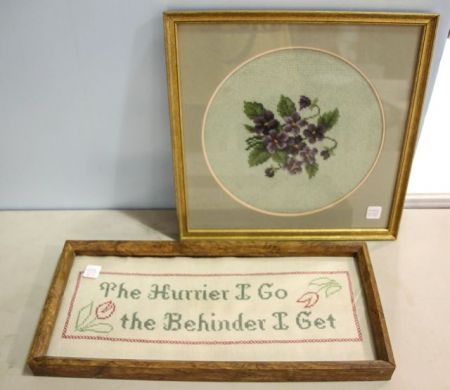 The Hurrier I Go
the Behinder I Get